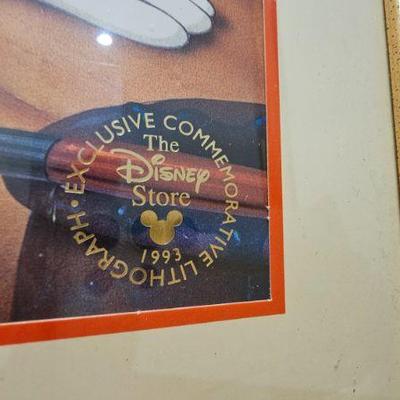 EXCLUSIVE COMMEMORATIVE LITHOGRAPH •
The
Disney
Store
1993